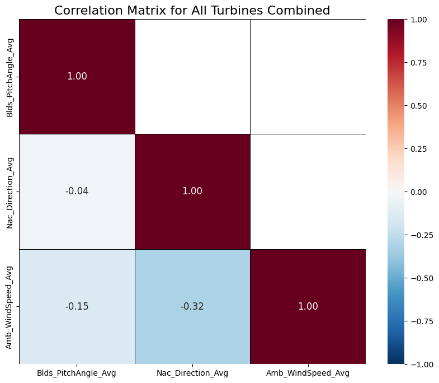 Correlation Matrix for All Turbines Combined
Blds_PitchAngle_Avg
1.00
Nac_Direction_Avg
-0.04
1.00
Amb_WindSpeed_Avg
-0.15
-0.32
1.00
Blds_PitchAngle_Avg
Nac_Direction_Avg
Amb_WindSpeed_Avg
1.00
0.75
0.50
0.25
0.00
−0.25
−0.50
−0.75
−1.00